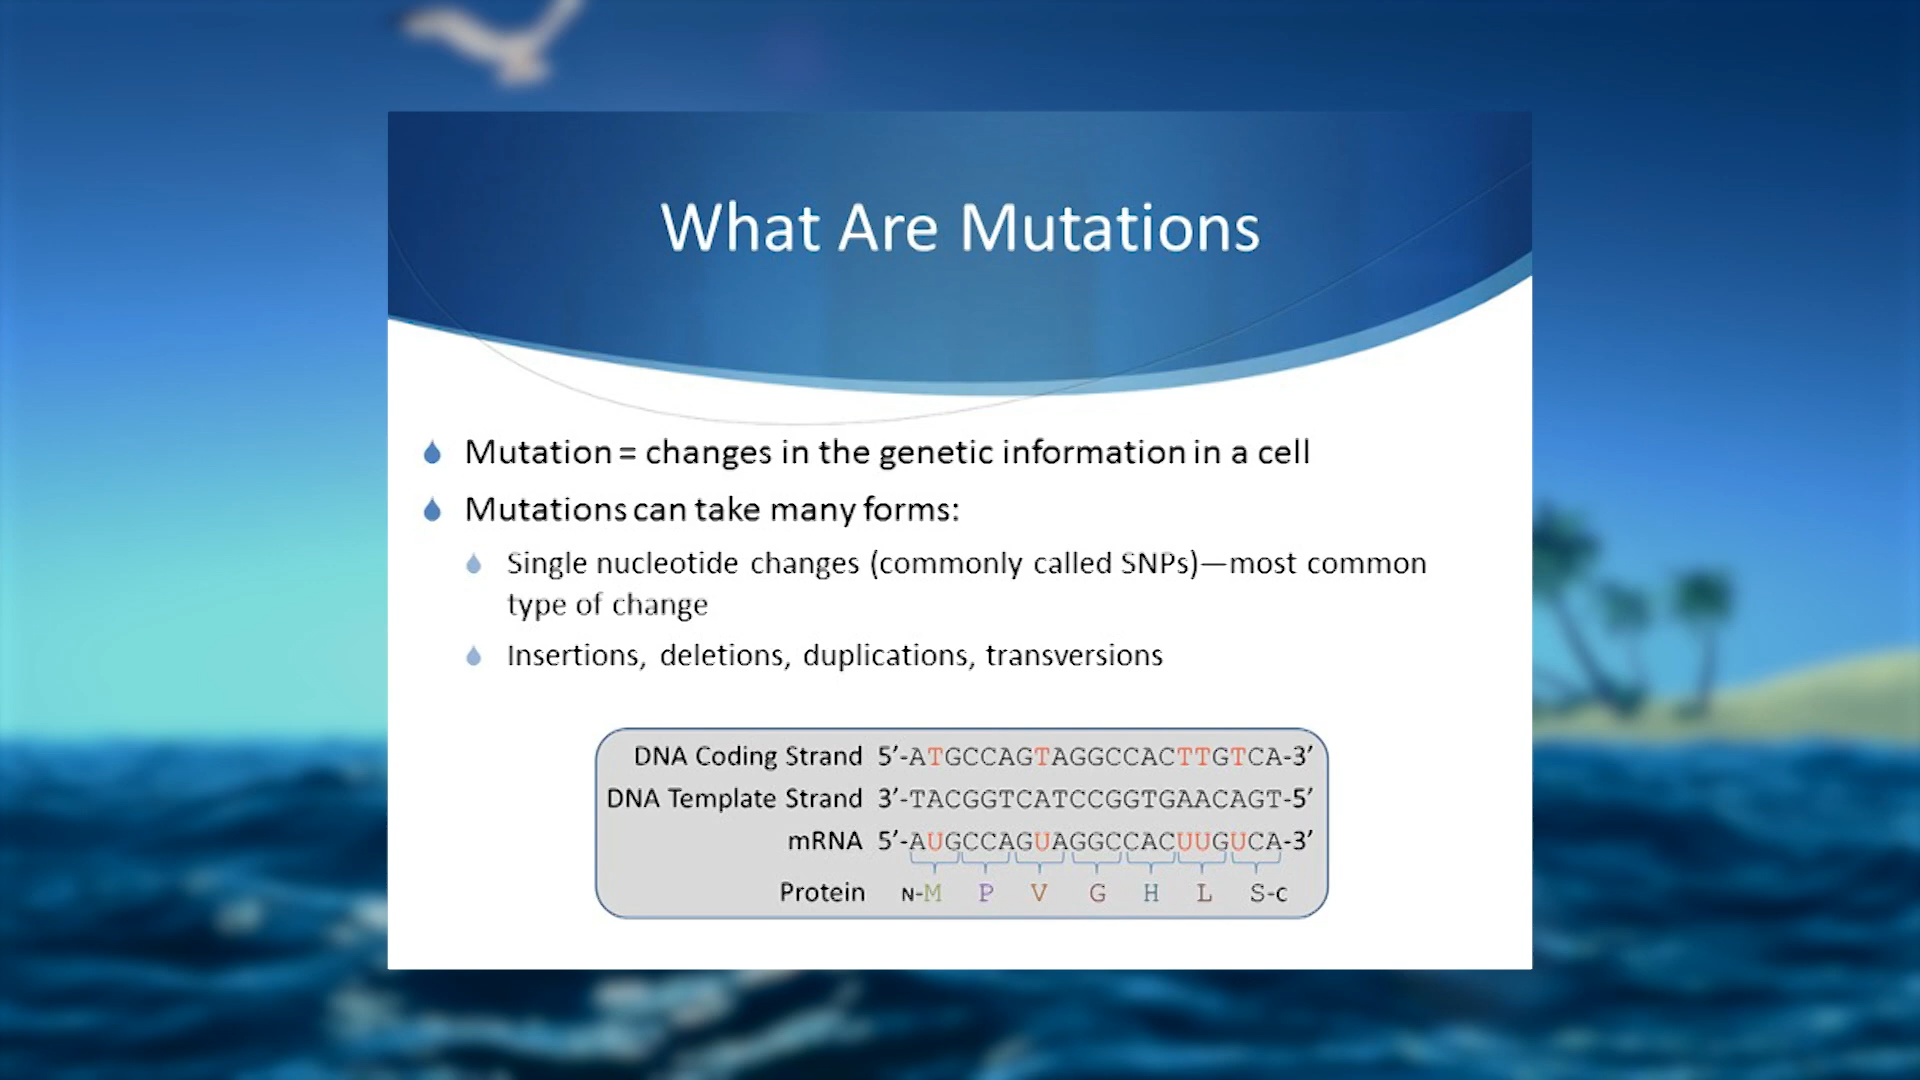 What Are Mutations
Mutation = changes in the genetic information in a cell
Mutations can take many forms:
Single nucleotide changes (commonly called SNPs)—most common
type of change
Insertions, deletions, duplications, transversions
DNA Coding Strand 5’-ATGCCAGTAGGCCACTTGTCA-3’
DNA Template Strand 3’-TACGGTCATCCGGTGAACAGT-5’
mRNA 5’-AUGCCAGUAGGCCACUUGUCA-3’
Protein N-M P V G H L S-C